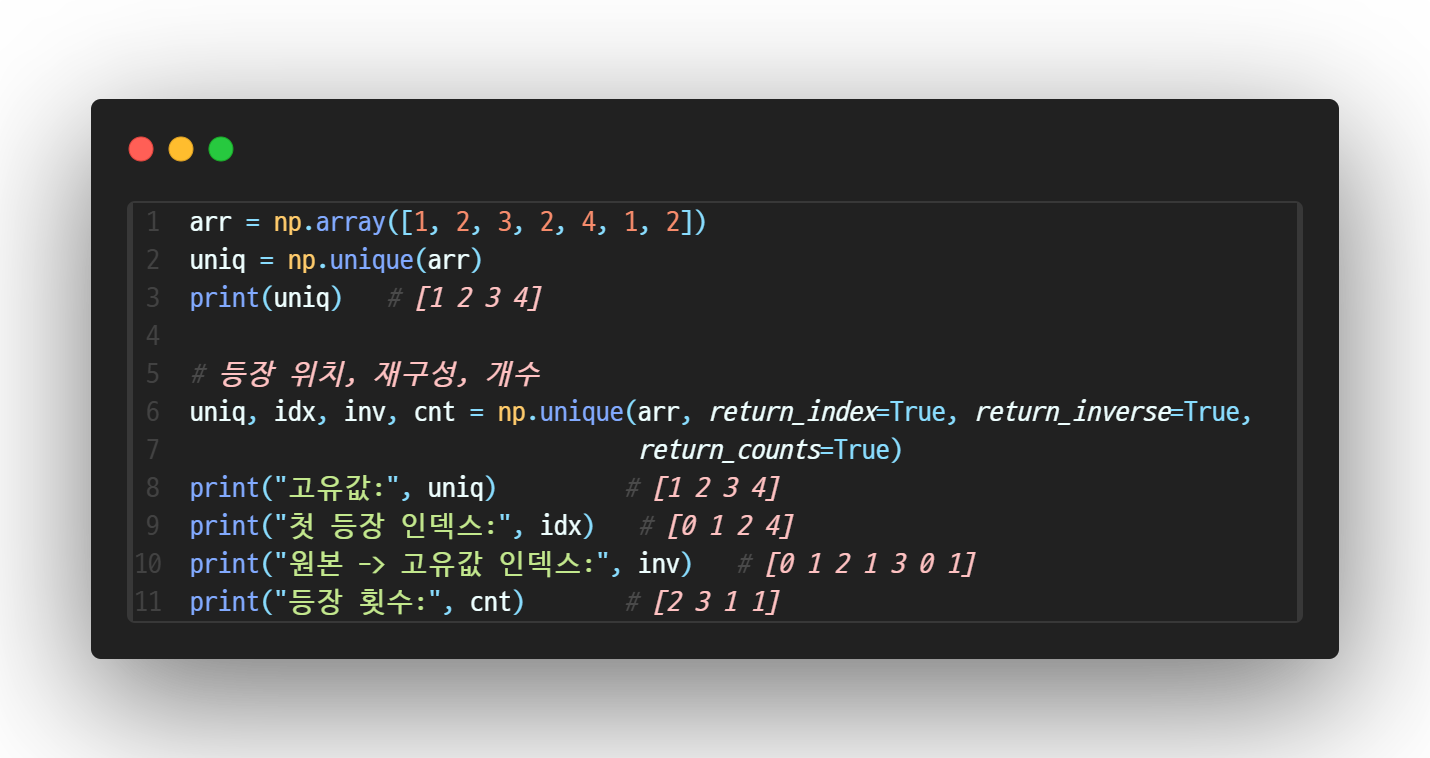 1 arr = np.array([1, 2, 3, 2, 4, 1, 2])
2 uniq = np.unique(arr)
3 print(uniq)   # [1 2 3 4]
4
5 # 등장 위치, 재구성, 개수
6 uniq, idx, inv, cnt = np.unique(arr, return_index=True, return_inverse=True,
7                                 return_counts=True)
8 print("고유값:", uniq)         # [1 2 3 4]
9 print("첫 등장 인덱스:", idx)   # [0 1 2 4]
10 print("원본 -> 고유값 인덱스:", inv)   # [0 1 2 1 3 0 1]
11 print("등장 횟수:", cnt)       # [2 3 1 1]